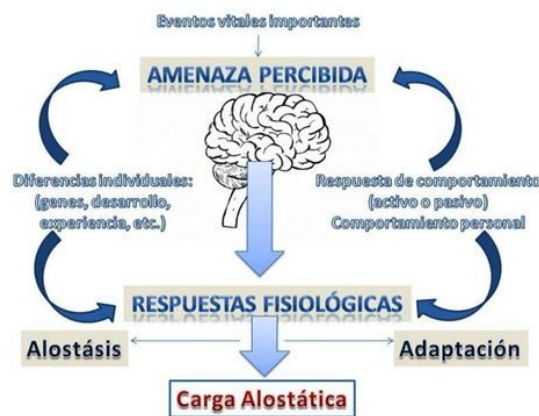 Eventos vitales importantes
AMENAZA PERCIBIDA
Diferencias individuales:
(genes, desarrollo,
experiencia, etc.)
Respuesta de comportamiento
(activo o pasivo)
Comportamiento personal
RESPUESTAS FISIOLÓGICAS
Alostásis
Adaptación
Carga Alostática